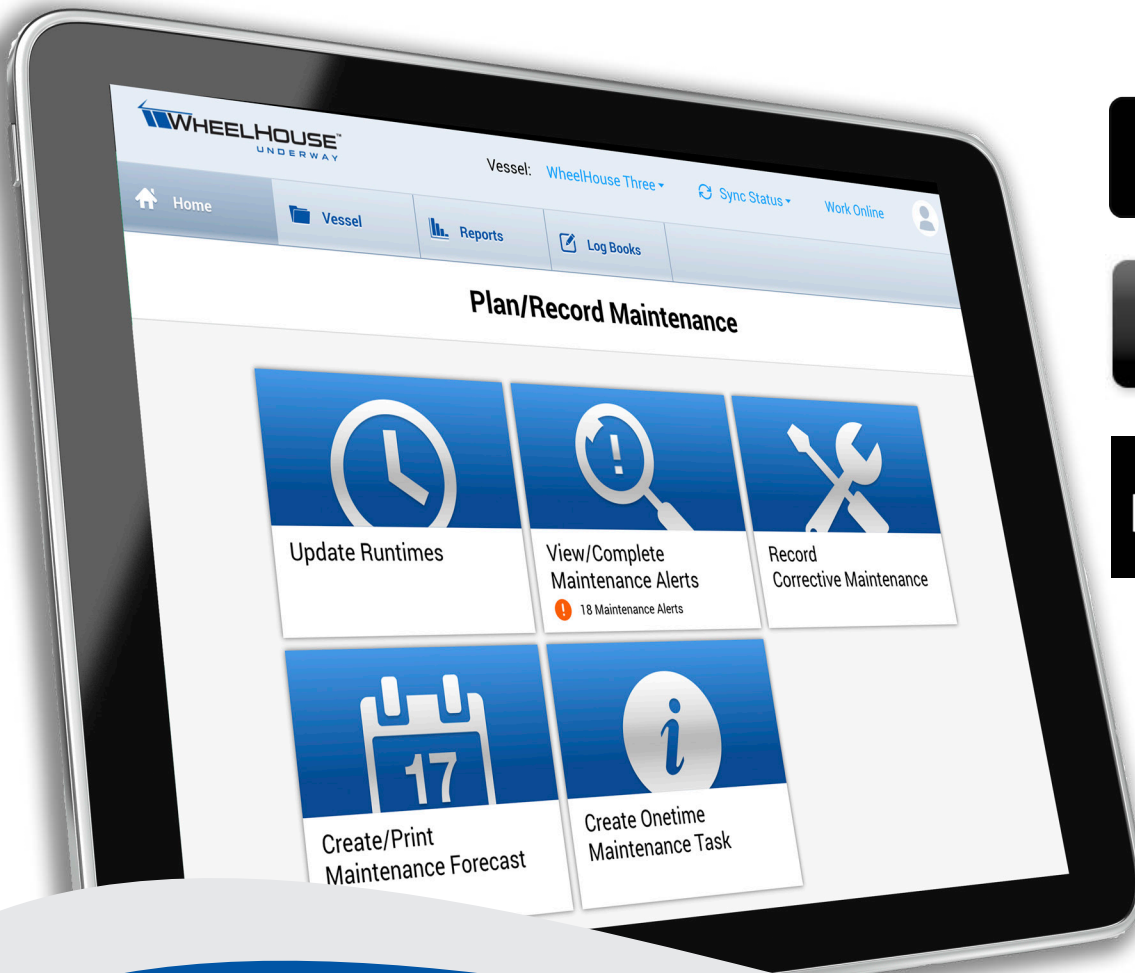 WHEELHOUSE™
UNDERWAY
Vessel: WheelHouse Three Sync Status Work Online
Home Vessel Reports Log Books
Plan/Record Maintenance
Update Runtimes
View/Complete
Maintenance Alerts
! 18 Maintenance Alerts
Record
Corrective Maintenance
17
Create/Print
Maintenance Forecast
i
Create Onetime
Maintenance Task